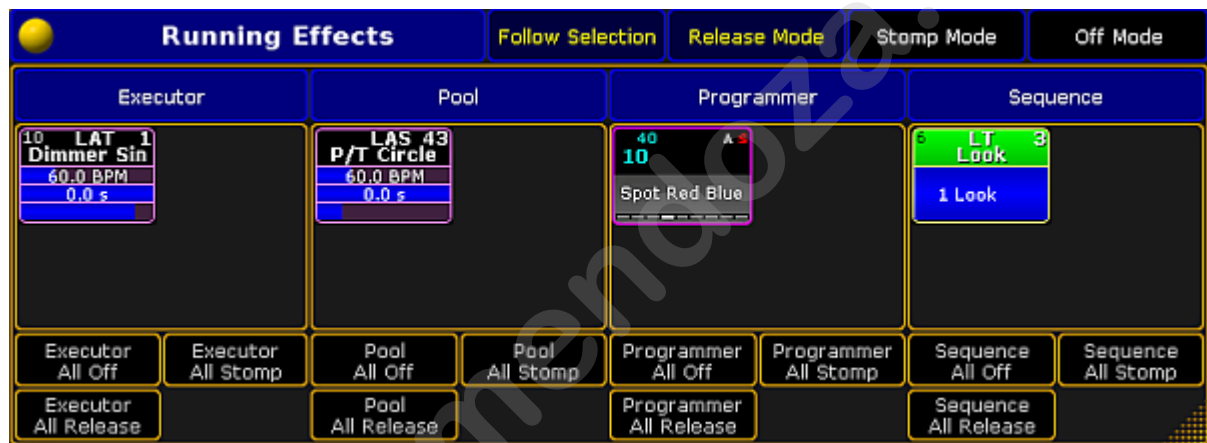 Running Effects
Follow Selection
Release Mode
Stomp Mode
Off Mode
Executor
Pool
Programmer
Sequence
10 LAT 1
Dimmer Sin
60.0 BPM
0.0 s
LAS 43
P/T Circle
60.0 BPM
0.0 s
40 A S
10
Spot Red Blue
6 LT 3
Look
1 Look
Executor
All Off
Executor
All Stomp
Pool
All Off
Pool
All Stomp
Programmer
All Off
Programmer
All Stomp
Sequence
All Off
Sequence
All Stomp
Executor
All Release
Pool
All Release
Programmer
All Release
Sequence
All Release
mendoza.